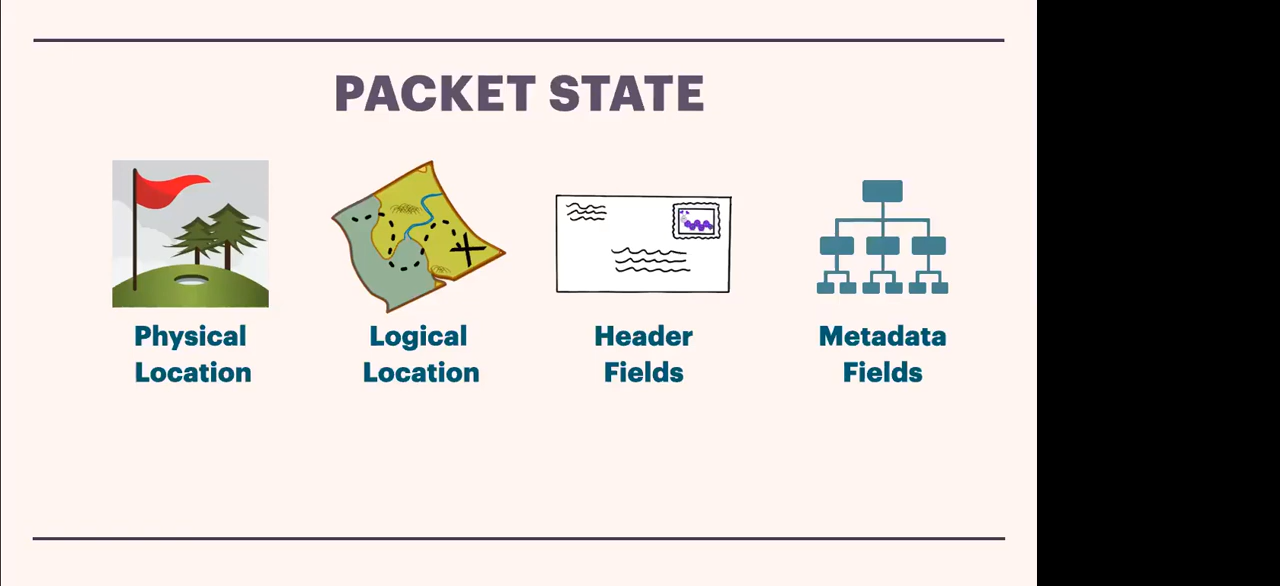 PACKET STATE
Physical
Location
Logical
Location
Header
Fields
Metadata
Fields